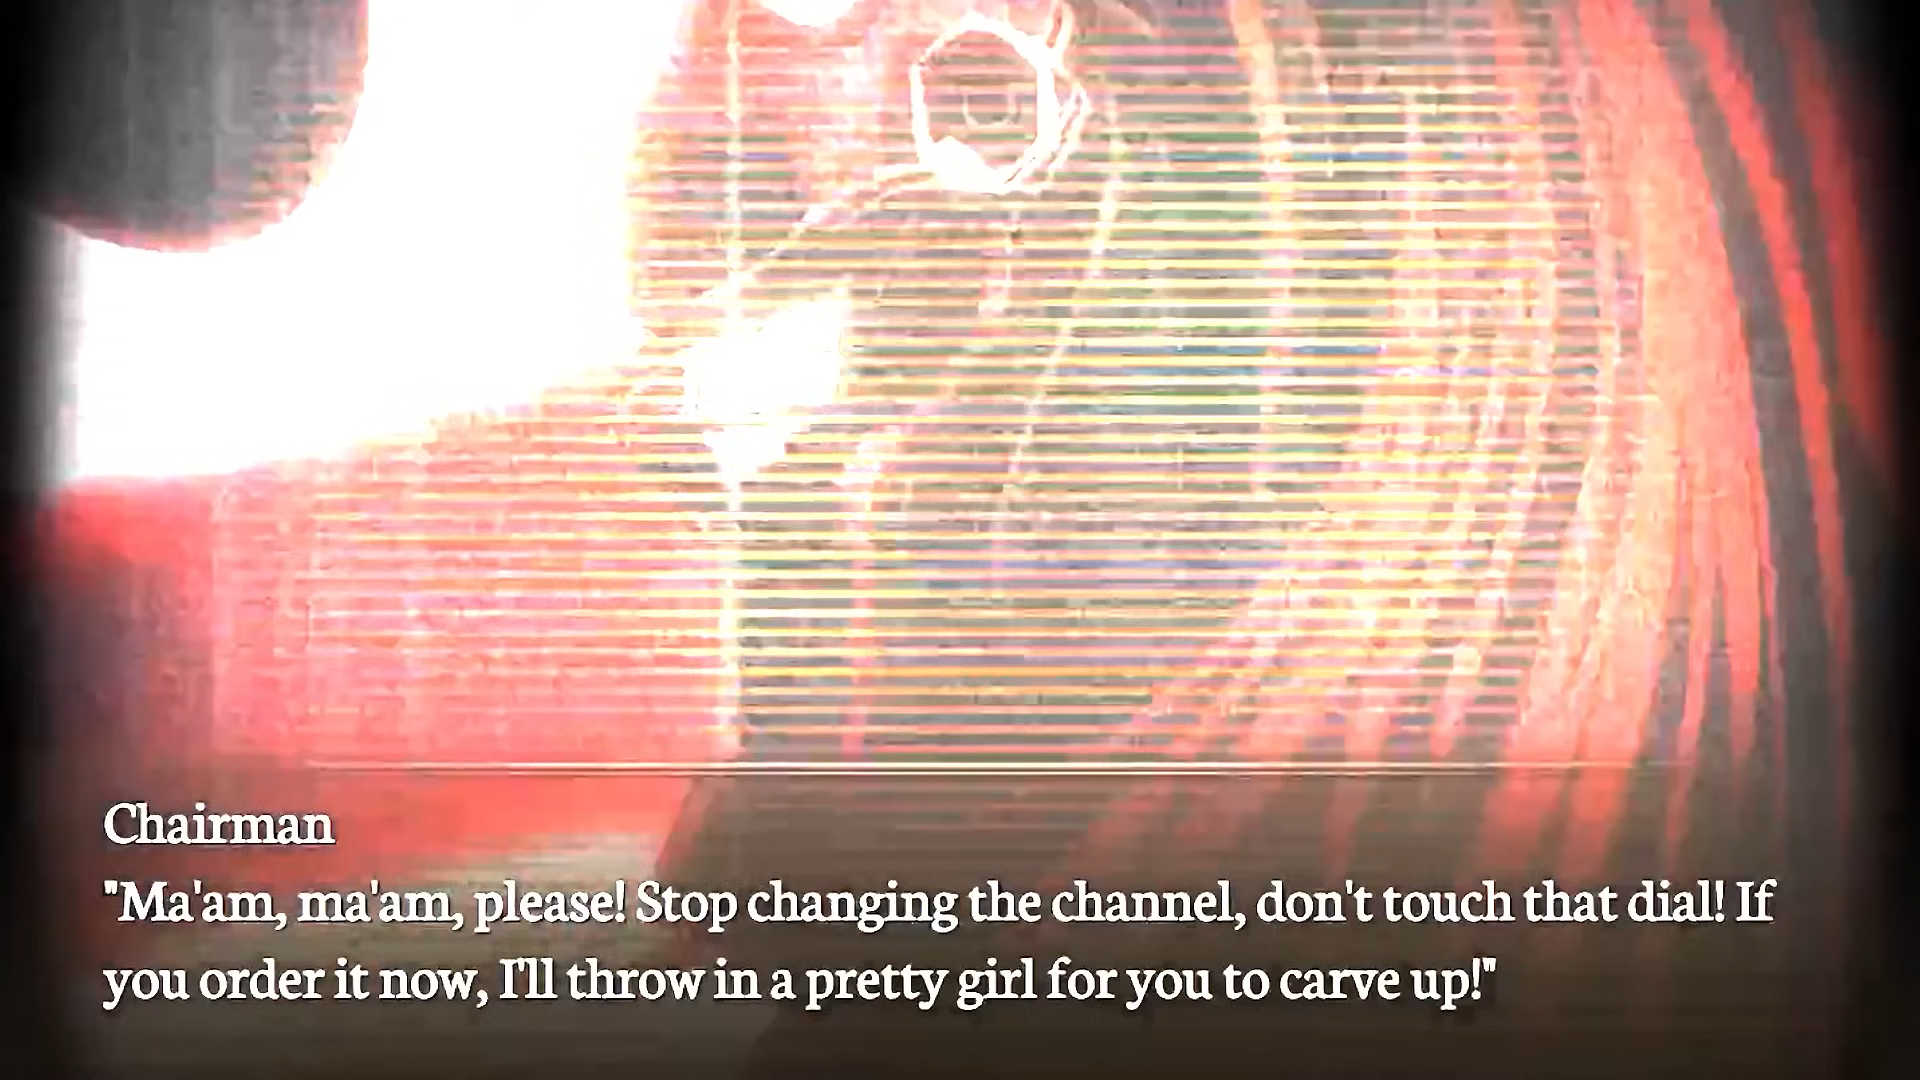 Chairman
"Ma'am, ma'am, please! Stop changing the channel, don't touch that dial! If
you order it now, I'll throw in a pretty girl for you to carve up!"